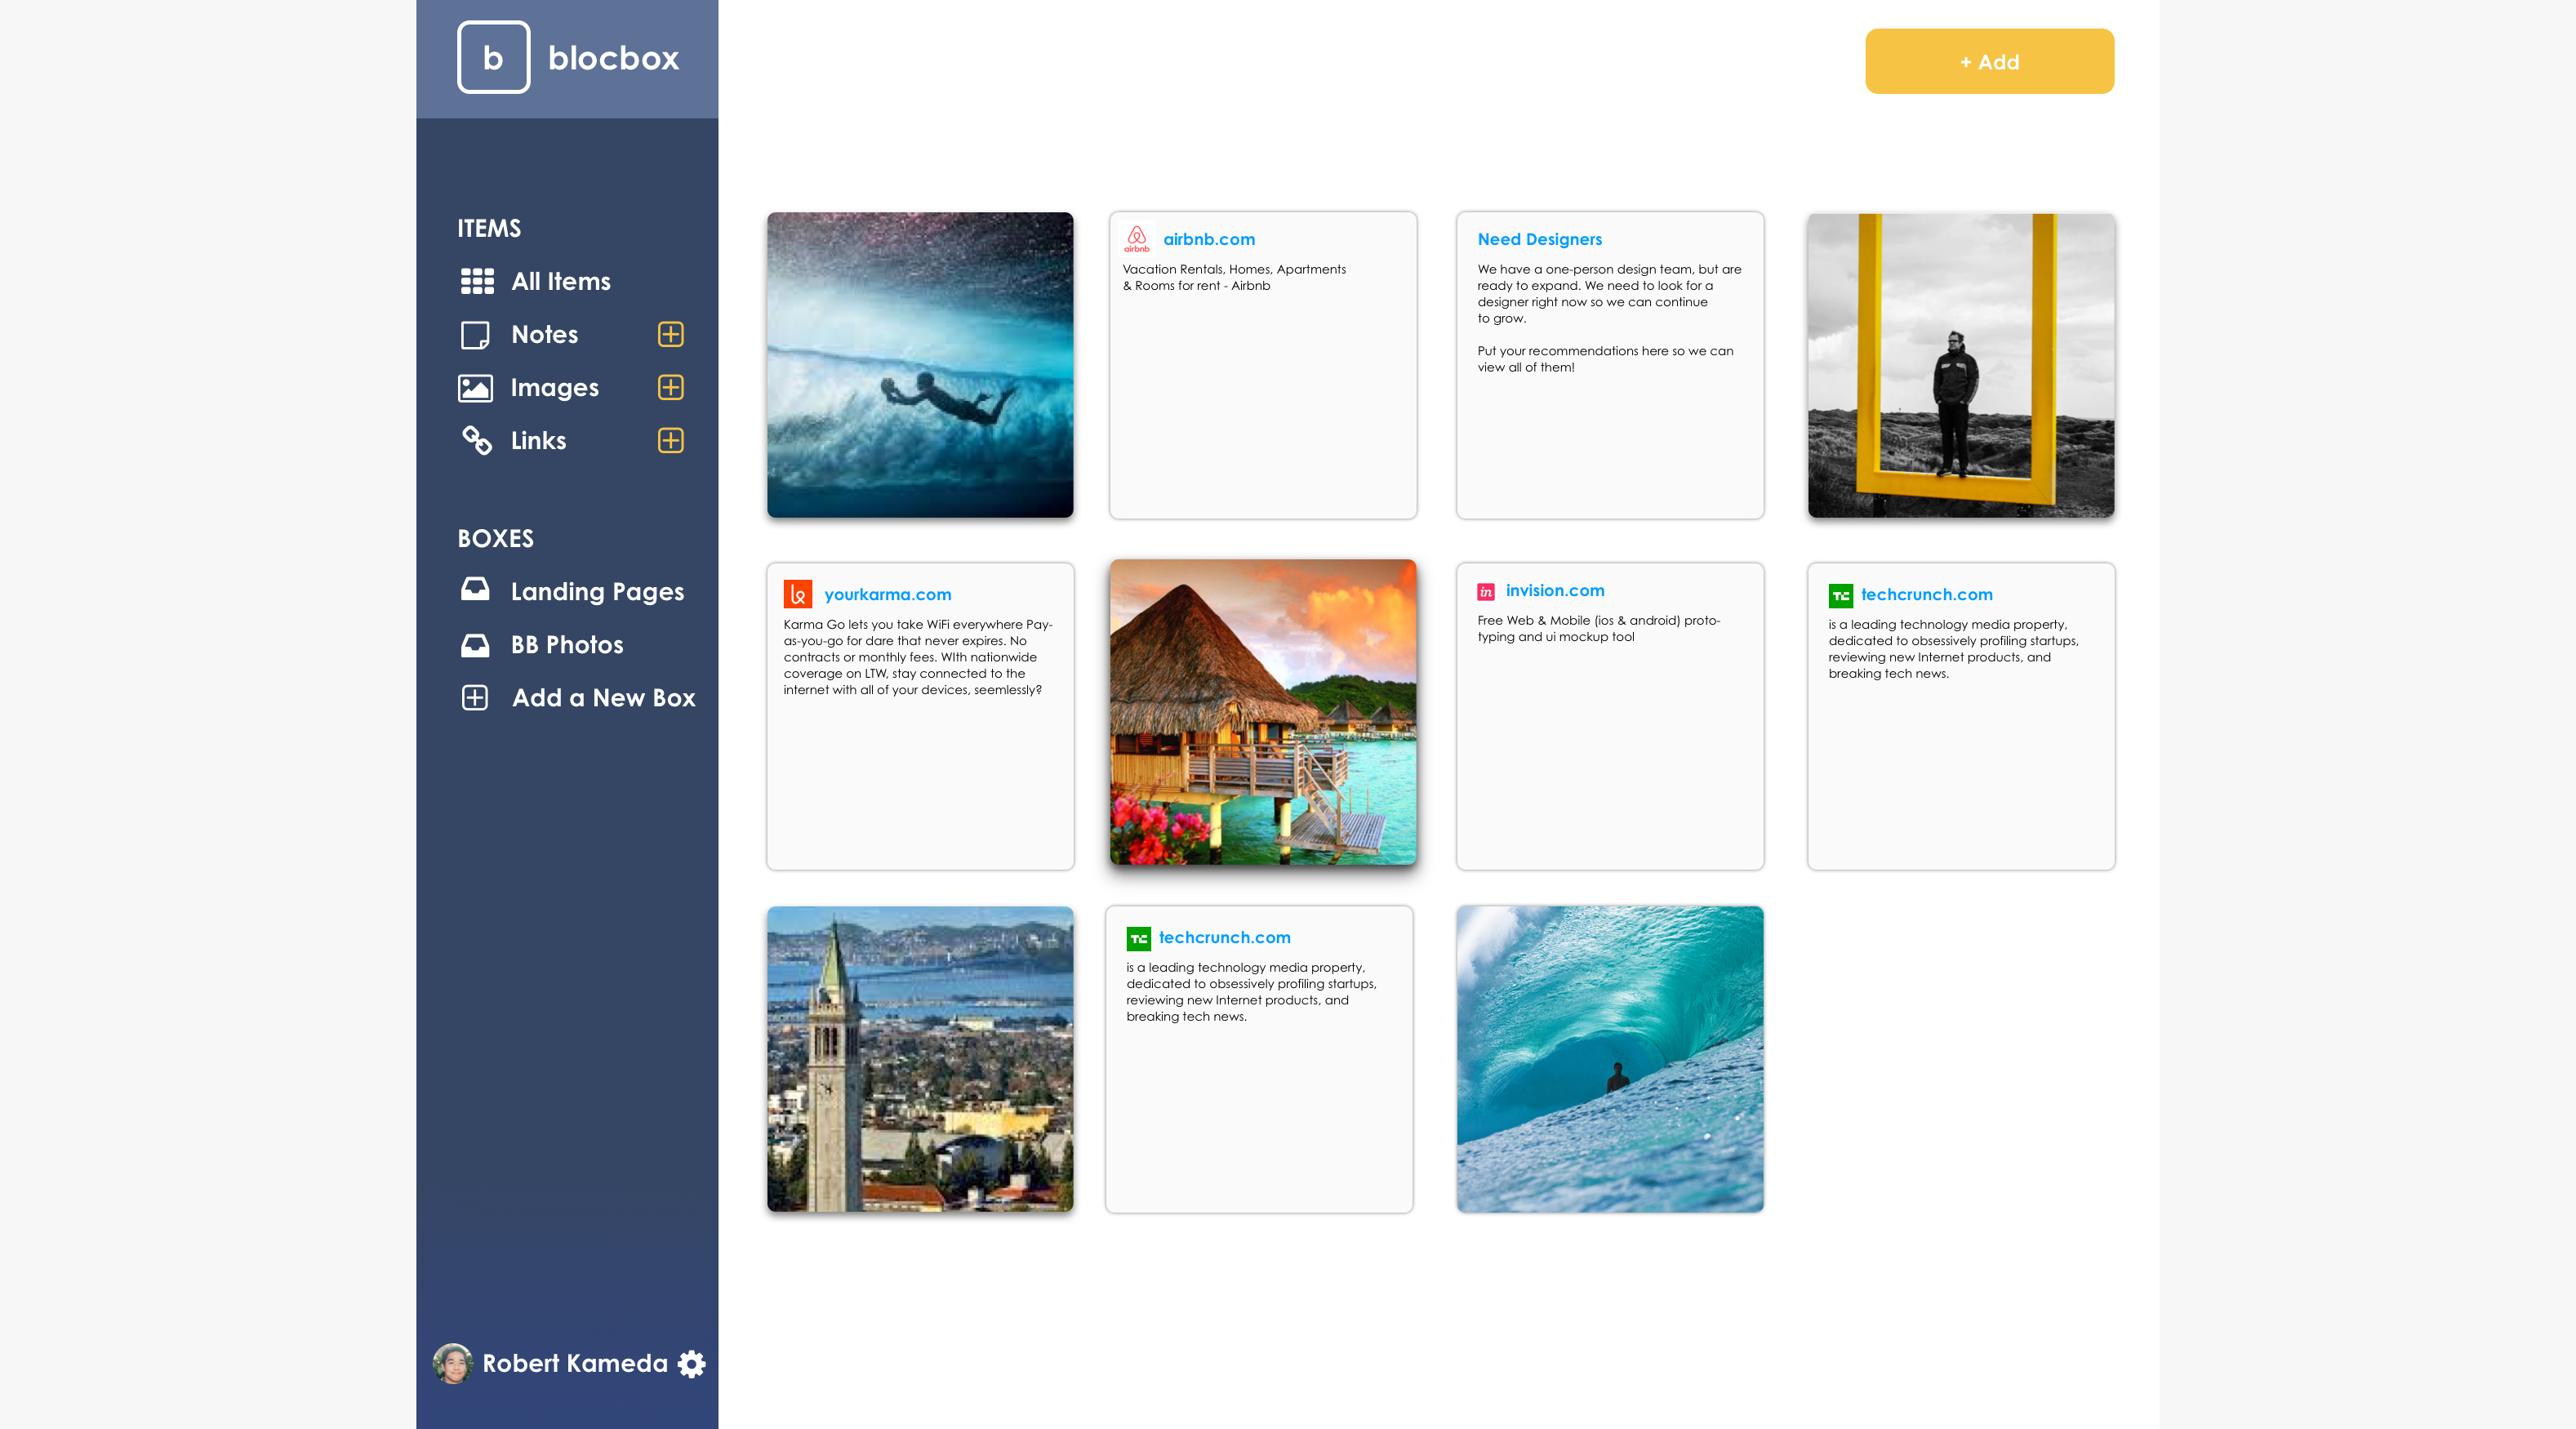 b blocbox
+ Add
ITEMS
All Items
Notes
Images
Links
BOXES
Landing Pages
BB Photos
Add a New Box
Robert Kameda
airbnb
airbnb.com
Vacation Rentals, Homes, Apartments
& Rooms for rent - Airbnb
Need Designers
We have a one-person design team, but are
ready to expand. We need to look for a
designer right now so we can continue
to grow.
Put your recommendations here so we can
view all of them!
yourkarma.com
Karma Go lets you take WiFi everywhere Pay-
as-you-go for dare that never expires. No
contracts or monthly fees. WIth nationwide
coverage on LTW, stay connected to the
internet with all of your devices, seemlessly?
in invision.com
Free Web & Mobile (ios & android) proto-
typing and ui mockup tool
TC techcrunch.com
is a leading technology media property,
dedicated to obsessively profiling startups,
reviewing new Internet products, and
breaking tech news.
TC techcrunch.com
is a leading technology media property,
dedicated to obsessively profiling startups,
reviewing new Internet products, and
breaking tech news.